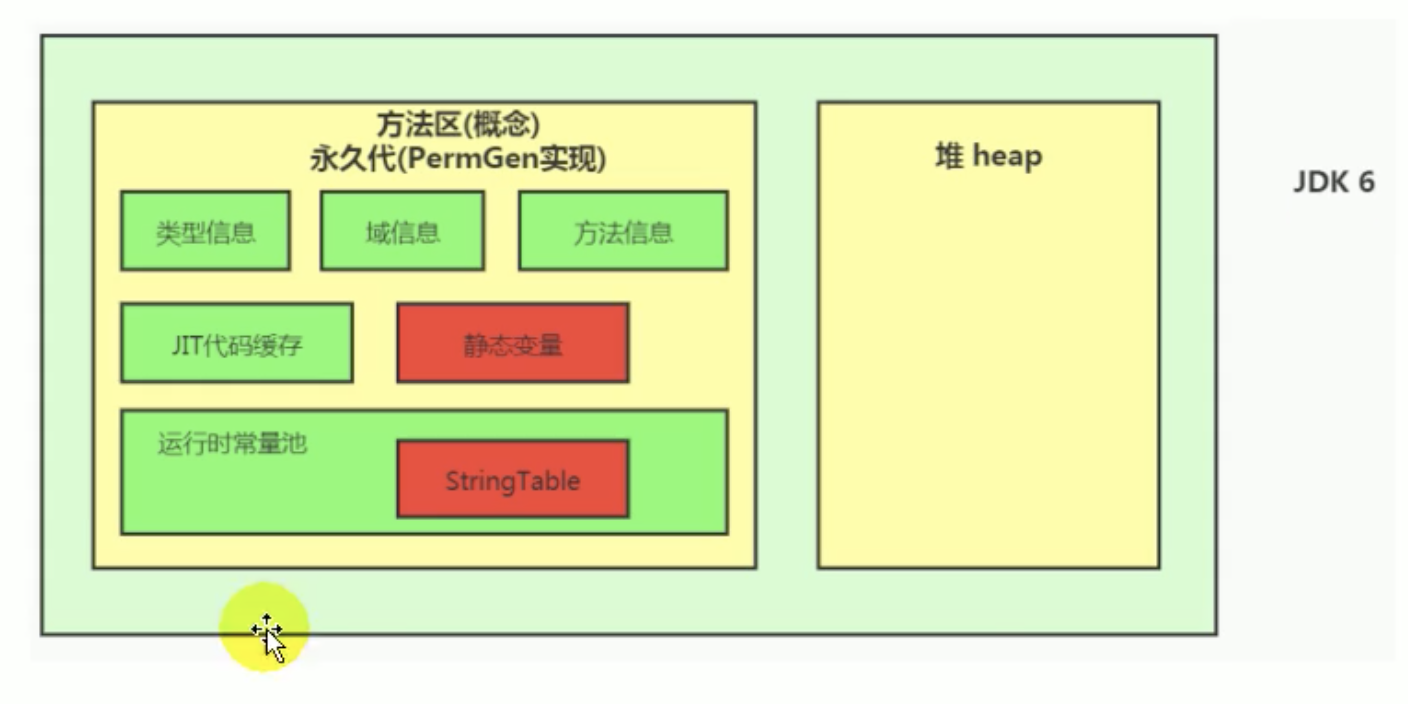 方法区(概念)
永久代(PermGen实现)
堆 heap
JDK 6
类型信息
域信息
方法信息
JIT代码缓存
静态变量
运行时常量池
StringTable